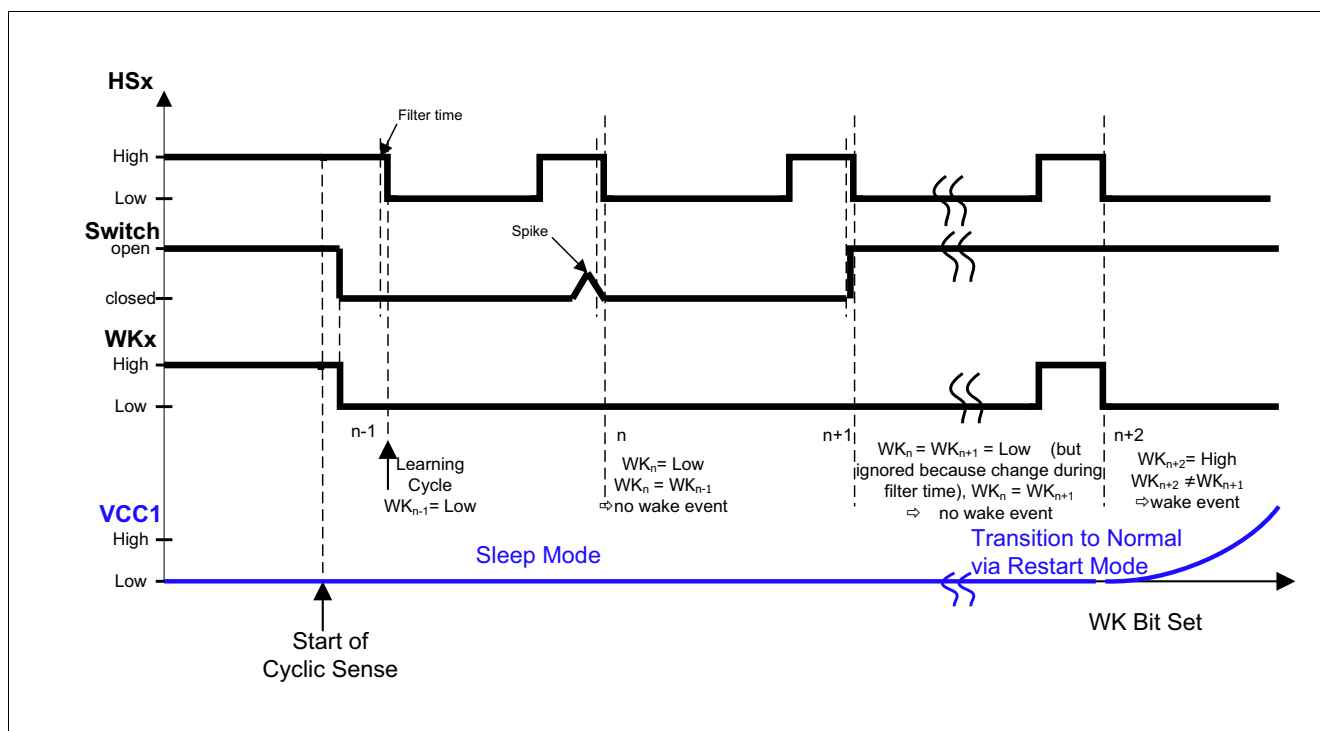 HSx
Filter time
High
Low
Switch
open
Spike
closed
WKx
High
Low
n-1
n
n+1
n+2
Learning
Cycle
WKn-1= Low
WKn= Low
WKn = WKn-1
⇨no wake event
WKn = WKn+1 = Low (but
ignored because change during
filter time), WKn = WKn+1
⇨ no wake event
WKn+2= High
WKn+2 ≠WKn+1
⇨wake event
VCC1
High
Low
Sleep Mode
Transition to Normal
via Restart Mode
WK Bit Set
Start of
Cyclic Sense